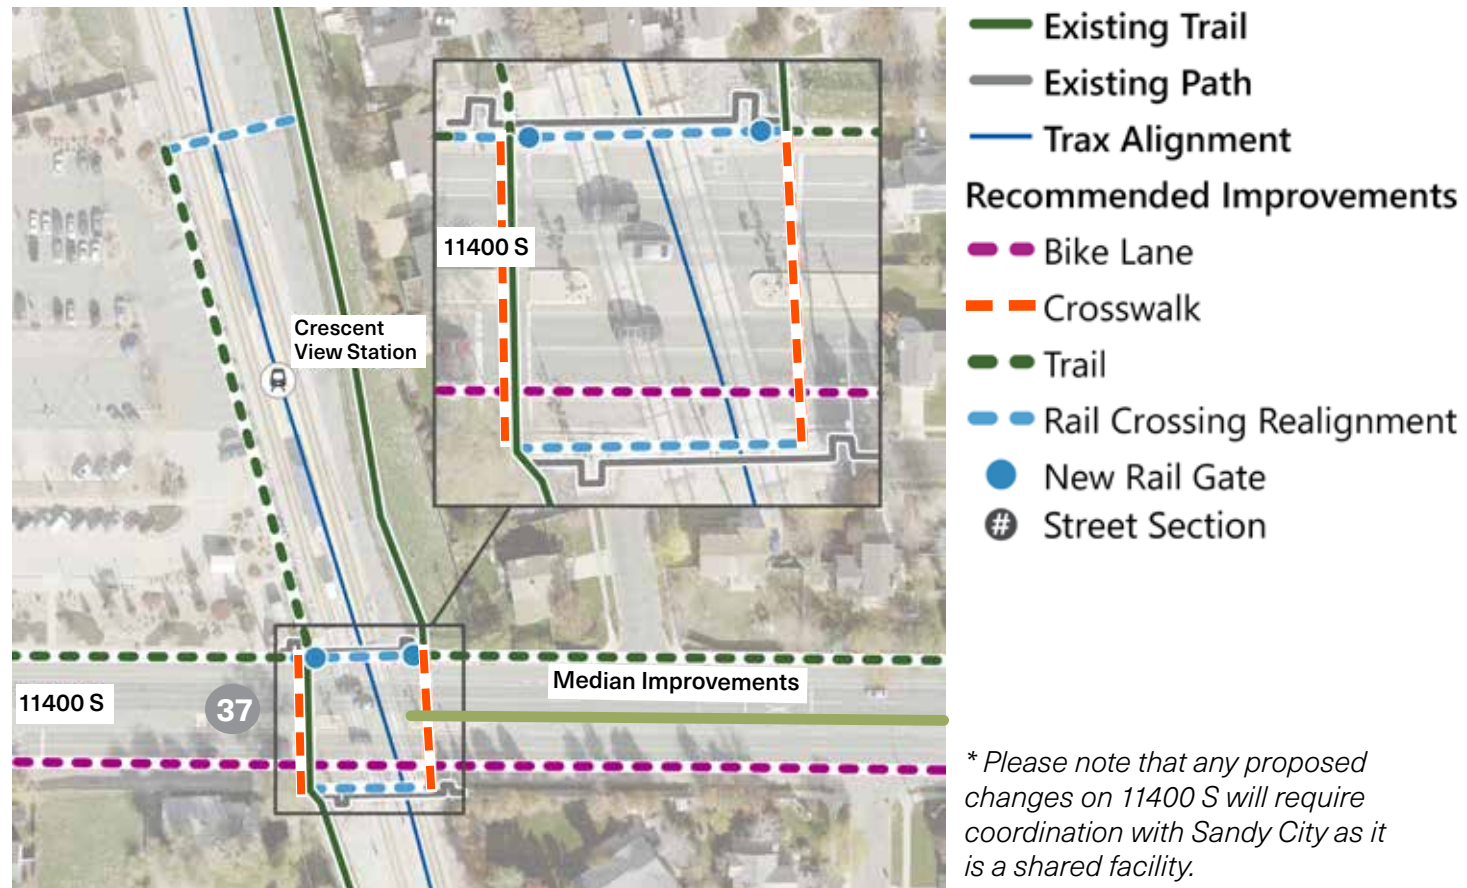 Existing Trail
Existing Path
Trax Alignment
Recommended Improvements
Bike Lane
Crosswalk
Trail
Rail Crossing Realignment
New Rail Gate
# Street Section
11400 S
Crescent
View Station
Median Improvements
11400 S
37
* Please note that any proposed
changes on 11400 S will require
coordination with Sandy City as it
is a shared facility.